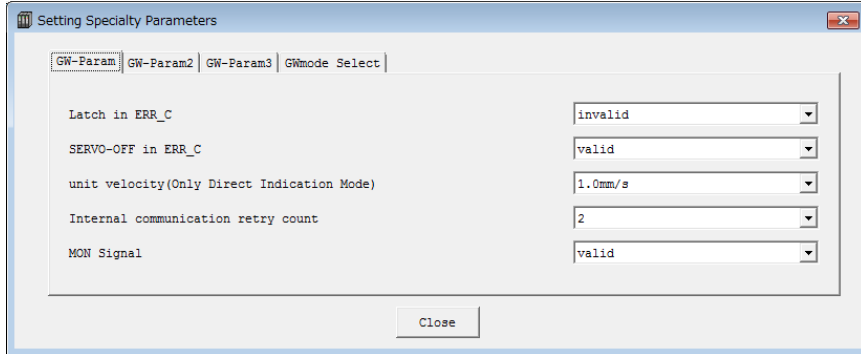 Setting Specialty Parameters
GW-Param GW-Param2 GW-Param3 GWmode Select
Latch in ERR_C invalid
SERVO-OFF in ERR_C valid
unit velocity(Only Direct Indication Mode) 1.0mm/s
Internal communication retry count 2
MON Signal valid
Close